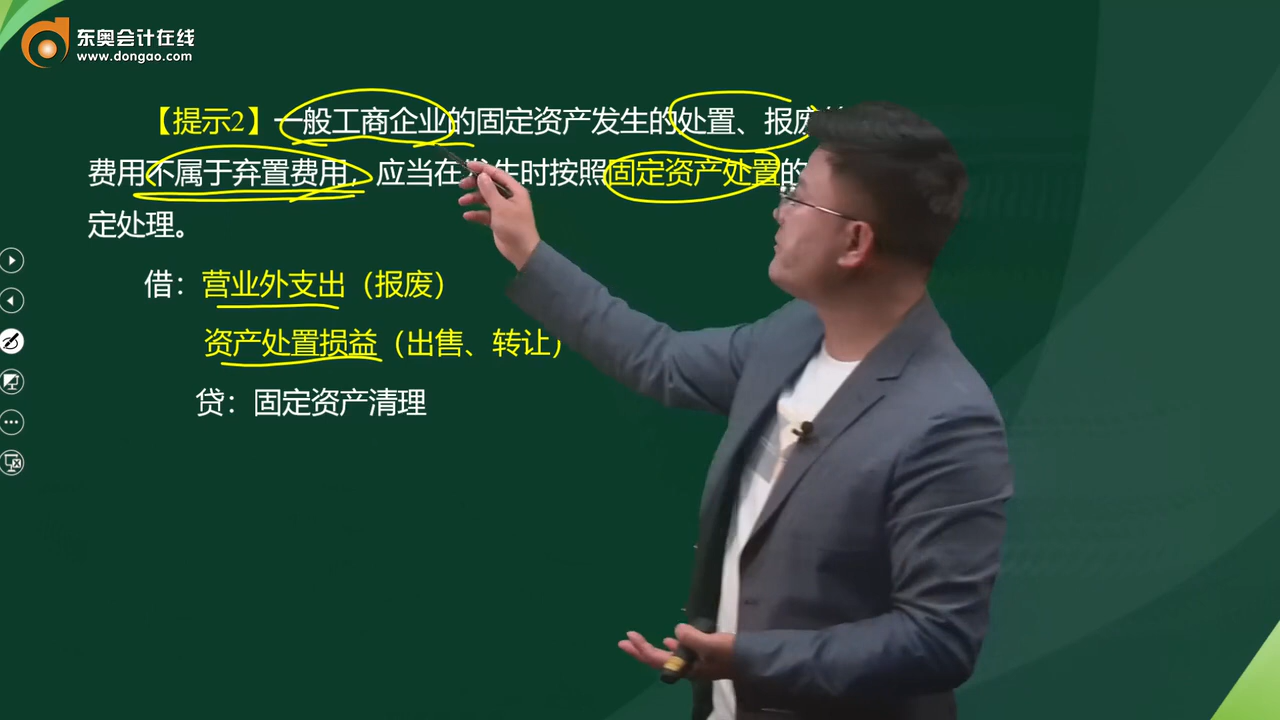 东奥会计在线
www.dongao.com
【提示2】一般工商企业的固定资产发生的处置、报废
费用不属于弃置费用，应当在发生时按照固定资产处置的
定处理。
借：营业外支出（报废）
资产处置损益（出售、转让）
贷：固定资产清理